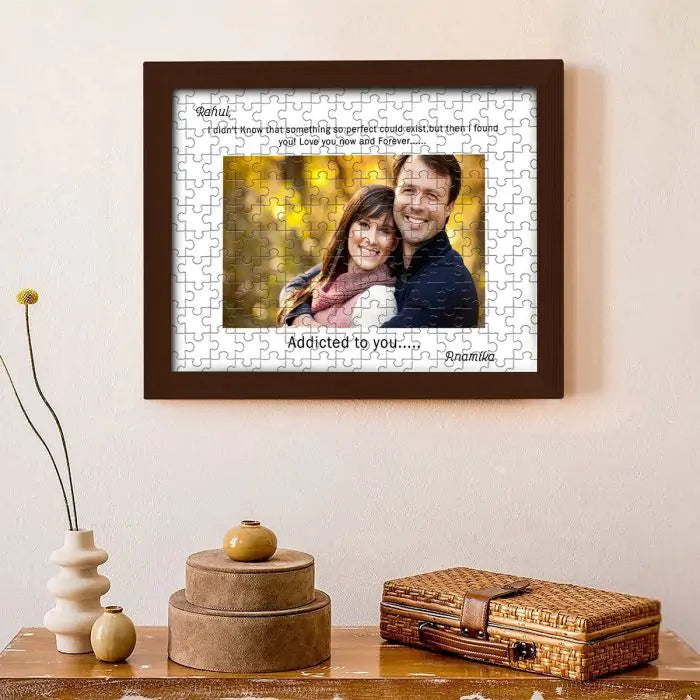 Rahul,
I didn't Know that something so perfect could exist,but then I found
you! Love you now and Forever......
Addicted to you.....
Anamika